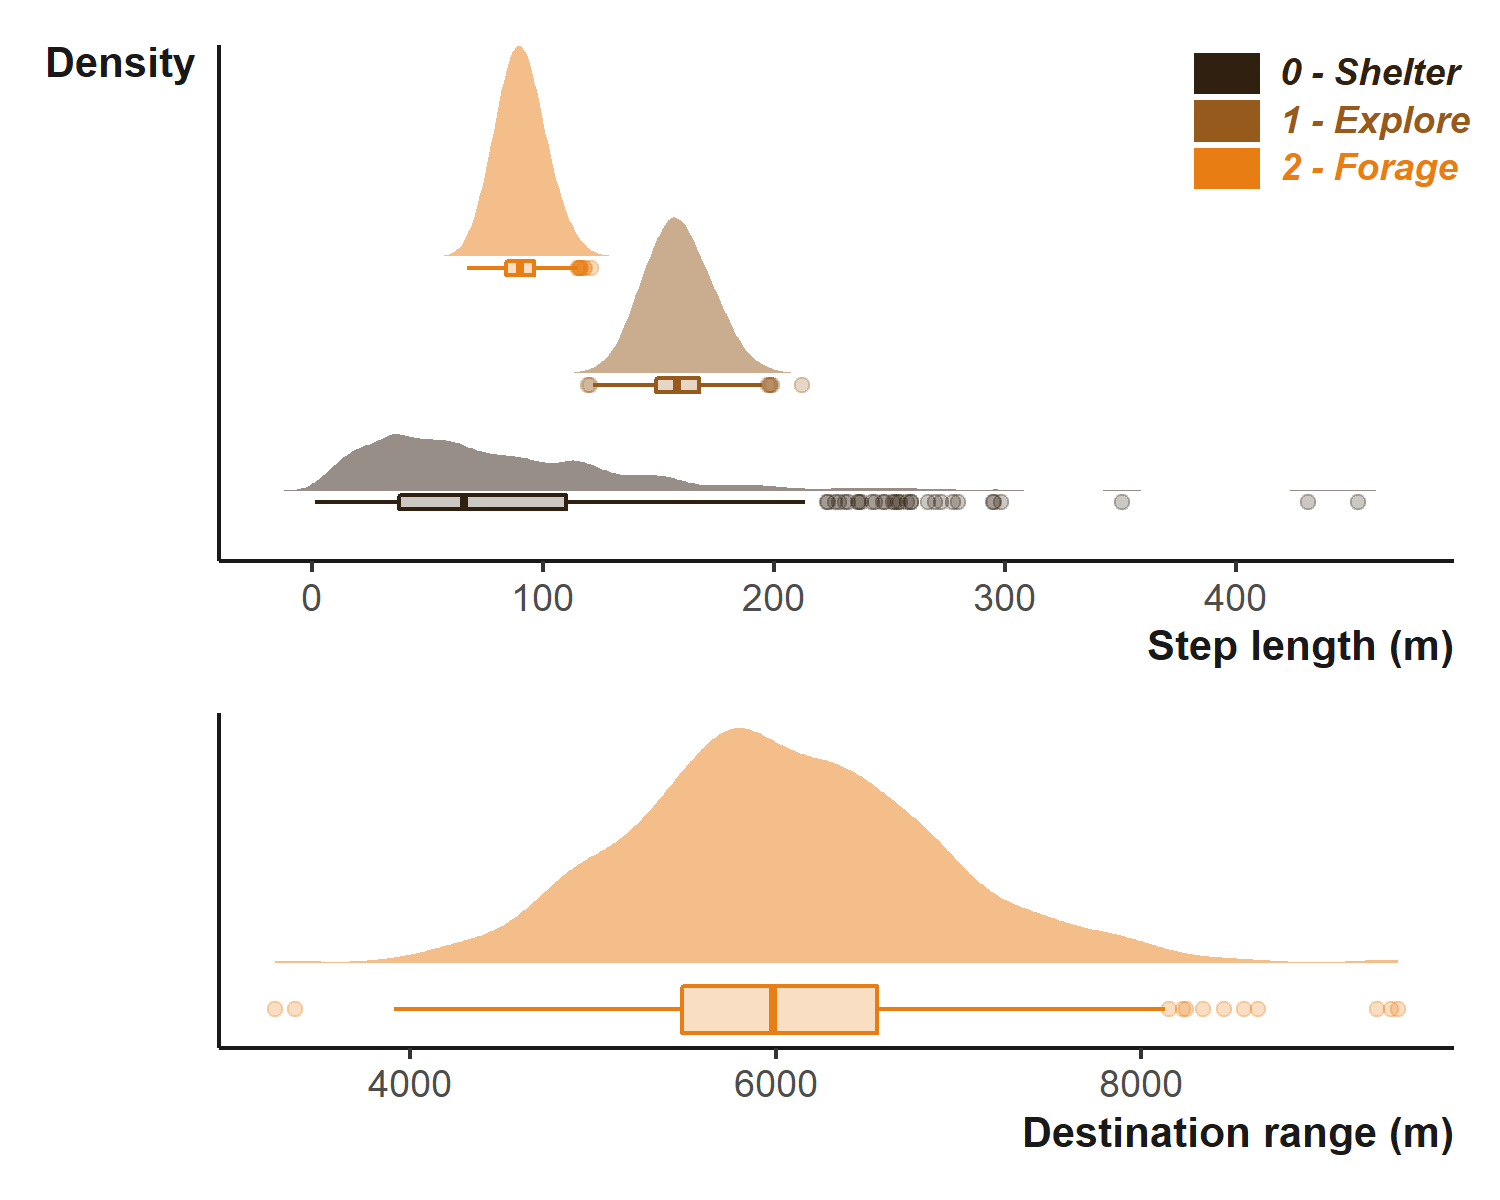 Density
0 - Shelter
1 - Explore
2 - Forage
0 100 200 300 400
Step length (m)
4000 6000 8000
Destination range (m)